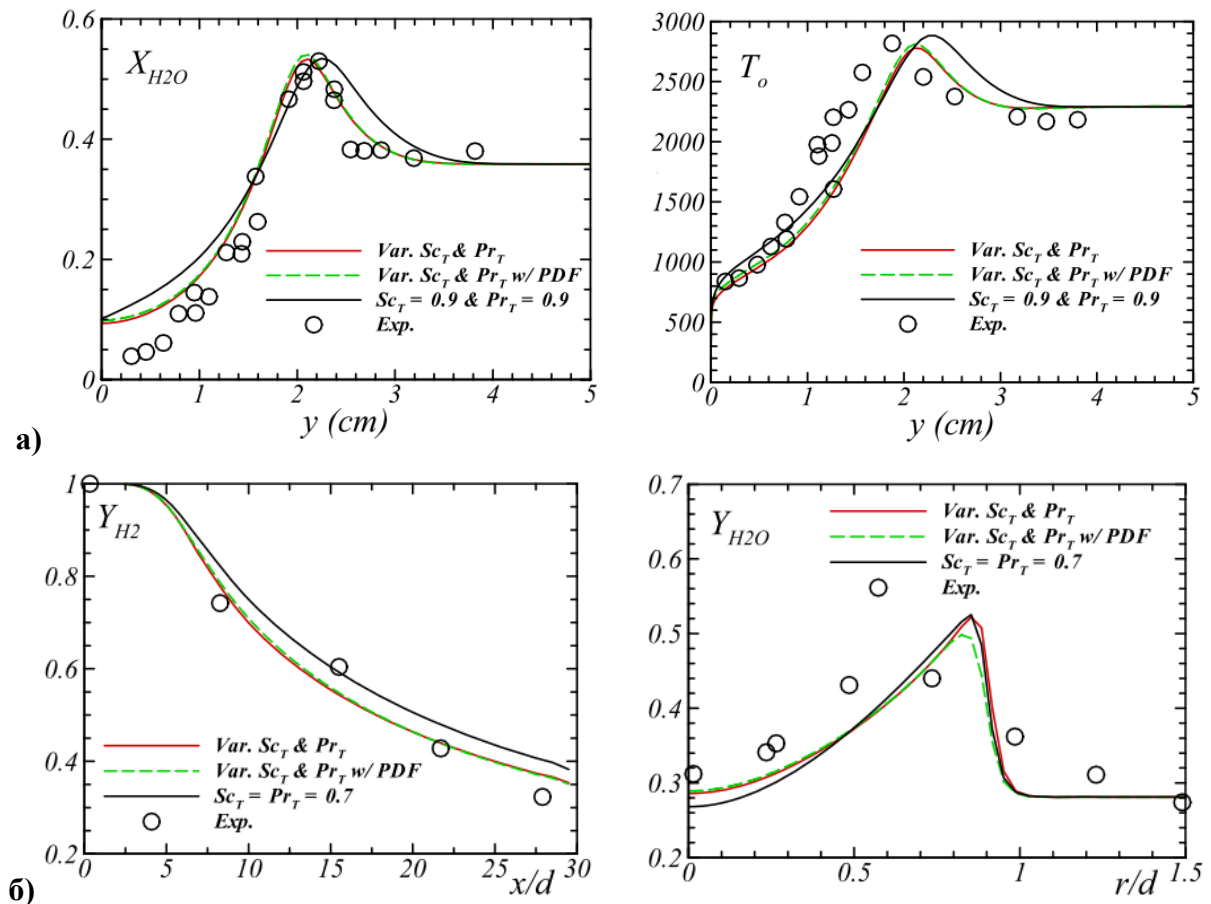 X_H2O
0.6
0.4
0.2
0
Var. Sc_T & Pr_T
Var. Sc_T & Pr_T w/ PDF
Sc_T = 0.9 & Pr_T = 0.9
Exp.
0 1 2 3 4 5
y (cm)
T_o
3000
2500
2000
1500
1000
500
0
Var. Sc_T & Pr_T
Var. Sc_T & Pr_T w/ PDF
Sc_T = 0.9 & Pr_T = 0.9
Exp.
0 1 2 3 4 5
y (cm)
а)
Y_H2
1
0.8
0.6
0.4
0.2
Var. Sc_T & Pr_T
Var. Sc_T & Pr_T w/ PDF
Sc_T = Pr_T = 0.7
Exp.
0 5 10 15 20 25 30
x/d
Y_H2O
0.7
0.6
0.5
0.4
0.3
0.2
Var. Sc_T & Pr_T
Var. Sc_T & Pr_T w/ PDF
Sc_T = Pr_T = 0.7
Exp.
0 0.5 1 1.5
r/d
б)